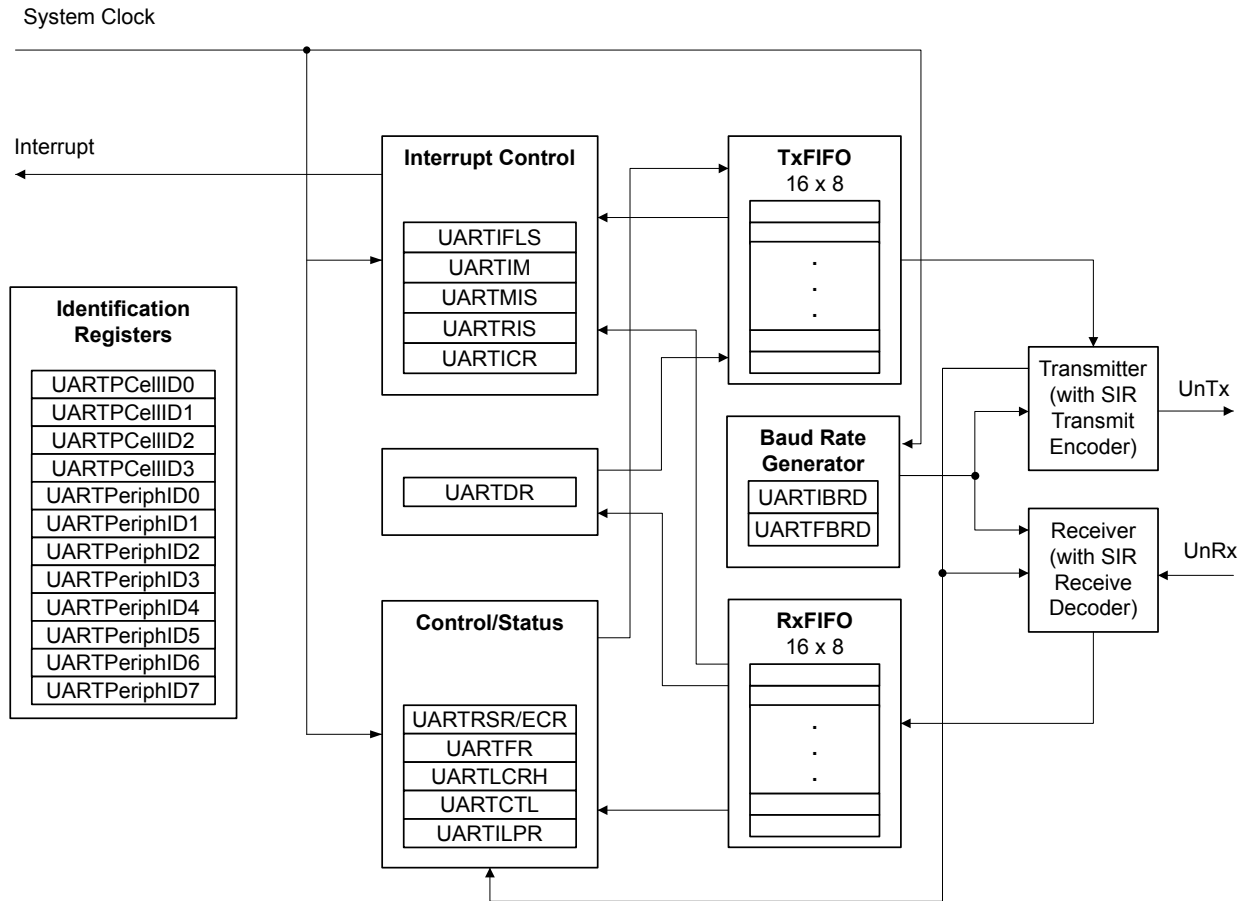 System Clock
Interrupt
Identification
Registers
UARTPCellID0
UARTPCellID1
UARTPCellID2
UARTPCellID3
UARTPeriphID0
UARTPeriphID1
UARTPeriphID2
UARTPeriphID3
UARTPeriphID4
UARTPeriphID5
UARTPeriphID6
UARTPeriphID7
Interrupt Control
UARTIFLS
UARTIM
UARTMIS
UARTRIS
UARTICR
UARTDR
Control/Status
UARTRSR/ECR
UARTFR
UARTLCRH
UARTCTL
UARTILPR
TxFIFO
16 x 8
.
.
.
Baud Rate
Generator
UARTIBRD
UARTFBRD
RxFIFO
16 x 8
.
.
.
Transmitter
(with SIR
Transmit
Encoder)
UnTx
Receiver
(with SIR
Receive
Decoder)
UnRx